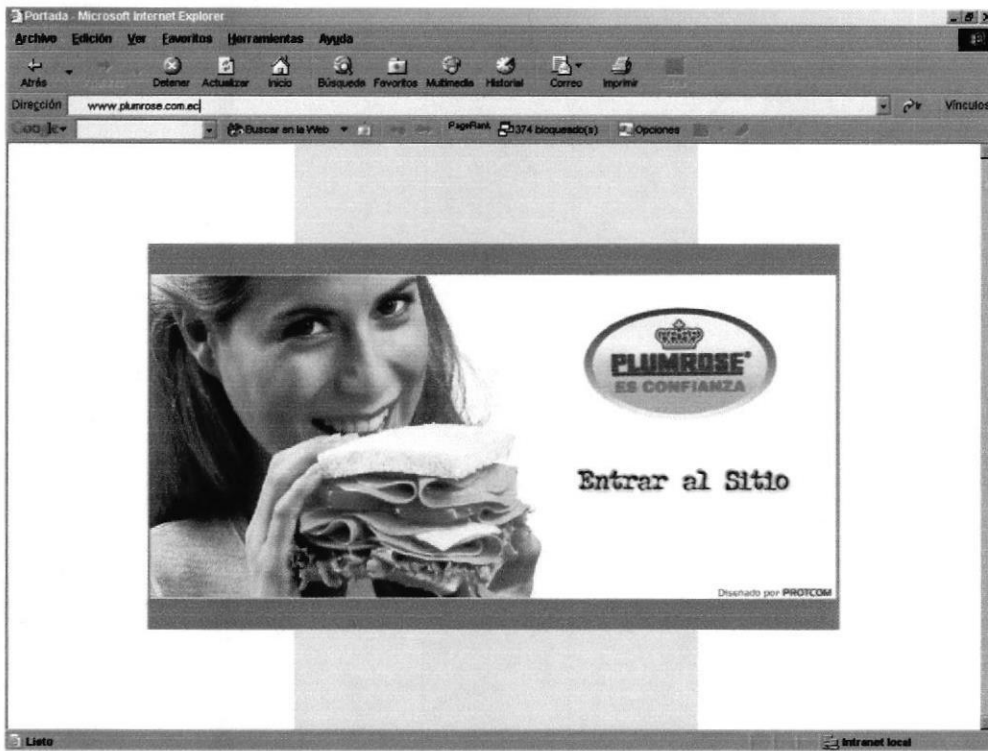 Portada - Microsoft Internet Explorer
Archivo Edición Ver Favoritos Herramientas Ayuda
Atrás Detener Actualizar Inicio Búsqueda Favoritos Multimedia Historial Correo Imprimir
Dirección www.plumrose.com.ec Ir Vínculos
Google Buscar en la Web PageRank 374 bloqueado(s) Opciones
PLUMROSE®
ES CONFIANZA
Entrar al Sitio
Diseñado por PROTCOM
Listo Intranet local